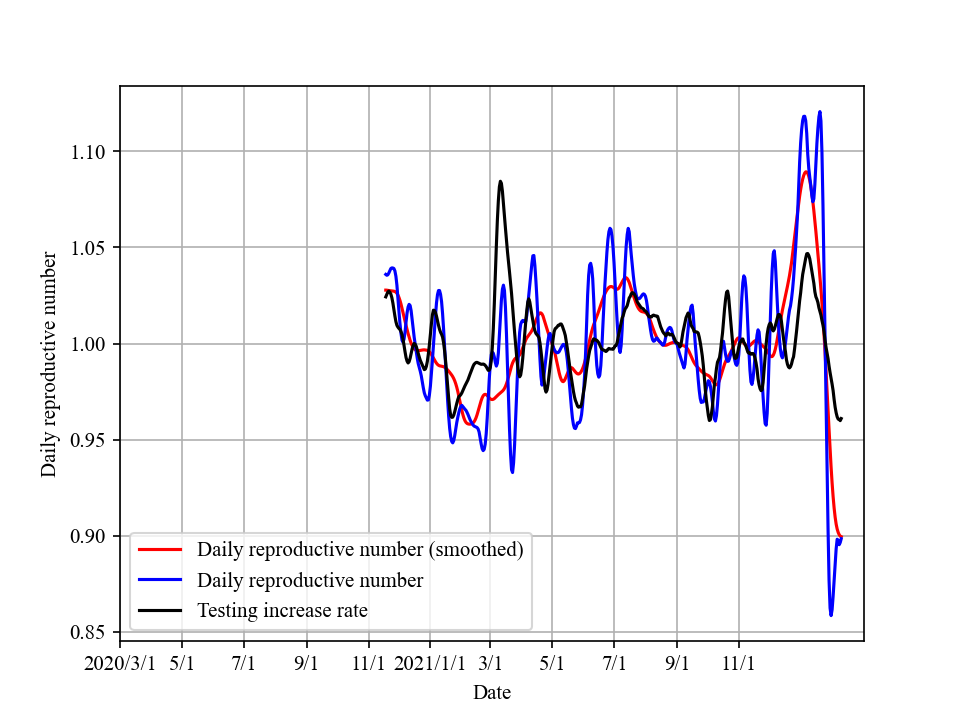 Daily reproductive number
1.10
1.05
1.00
0.95
0.90
0.85
Daily reproductive number (smoothed)
Daily reproductive number
Testing increase rate
2020/3/1 5/1 7/1 9/1 11/1 2021/1/1 3/1 5/1 7/1 9/1 11/1
Date